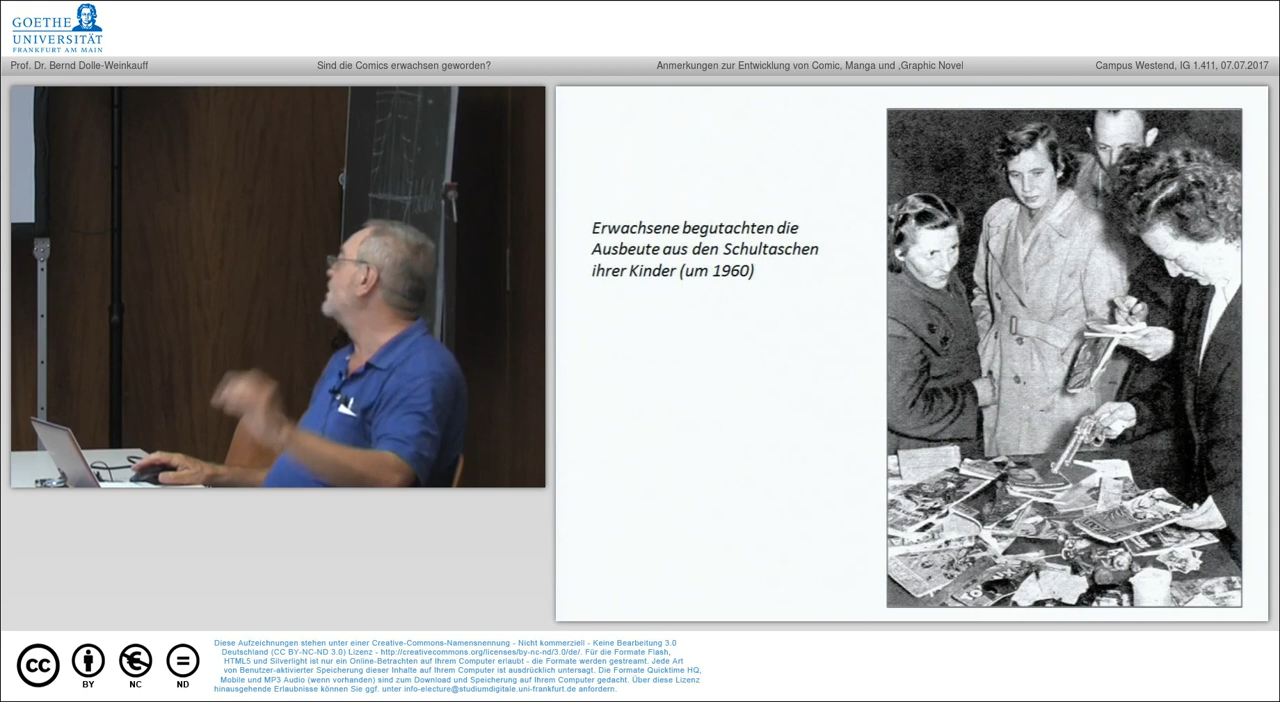 GOETHE
UNIVERSITÄT
FRANKFURT AM MAIN
Prof. Dr. Bernd Dolle-Weinkauff
Sind die Comics erwachsen geworden?
Anmerkungen zur Entwicklung von Comic, Manga und ‚Graphic Novel
Campus Westend, IG 1.411, 07.07.2017
Erwachsene begutachten die
Ausbeute aus den Schultaschen
ihrer Kinder (um 1960)
cc
BY
NC
ND
Diese Aufzeichnungen stehen unter einer Creative-Commons-Namensnennung - Nicht kommerziell - Keine Bearbeitung 3.0
Deutschland (CC BY-NC-ND 3.0) Lizenz - http://creativecommons.org/licenses/by-nc-nd/3.0/de/. Für die Formate Flash,
HTML5 und Silverlight ist nur ein Online-Betrachten auf Ihrem Computer erlaubt - die Formate werden gestreamt. Jede Art
von Benutzer-aktivierter Speicherung dieser Inhalte auf Ihrem Computer ist ausdrücklich untersagt. Die Formate Quicktime HQ,
Mobile und MP3 Audio (wenn vorhanden) sind zum Download und Speicherung auf Ihrem Computer gedacht. Über diese Lizenz
hinausgehende Erlaubnisse können Sie ggf. unter info-electure@studiumdigitale.uni-frankfurt.de anfordern.